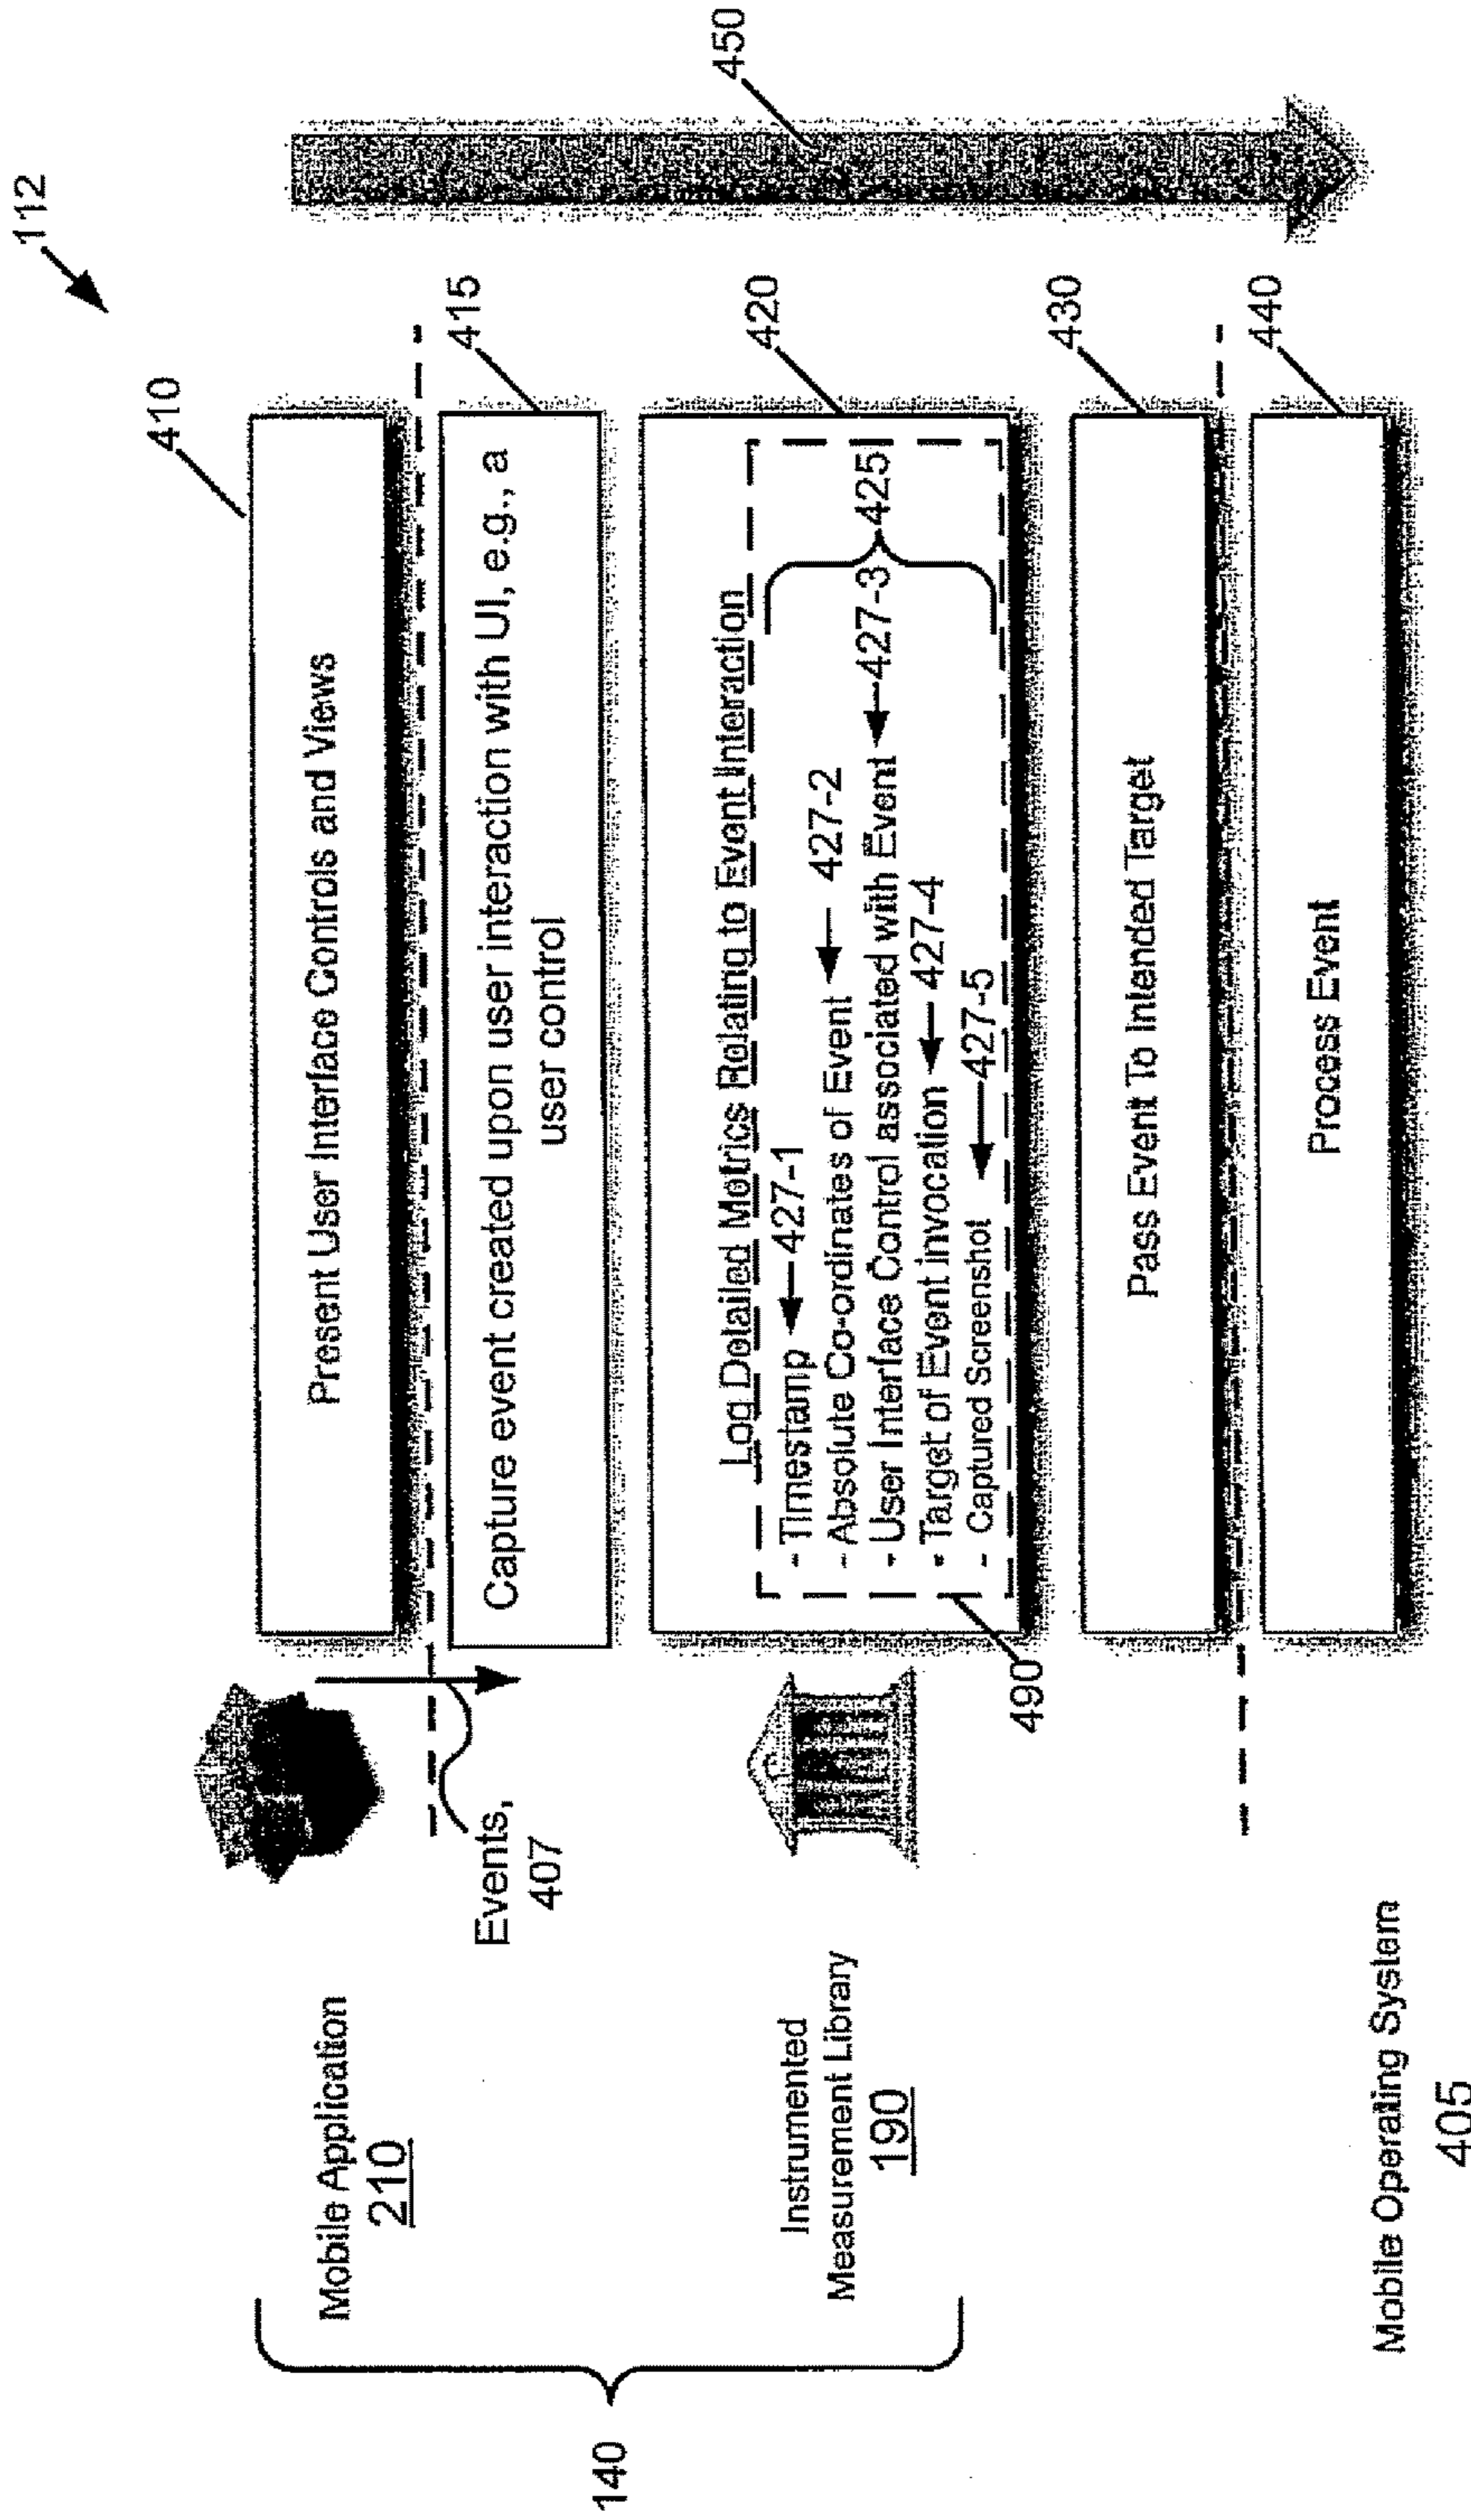 112
410
Present User Interface Controls and Views
415
Capture event created upon user interaction with UI, e.g., a
user control
420
Log Detailed Metrics Relating to Event Interaction
- Timestamp 427-1
- Absolute Co-ordinates of Event 427-2
- User Interface Control associated with Event 427-3 425
- Target of Event invocation 427-4
- Captured Screenshot 427-5
490
430
Pass Event To Intended Target
440
Process Event
450
Events,
407
Mobile Application
210
Instrumented
Measurement Library
190
140
Mobile Operating System
405